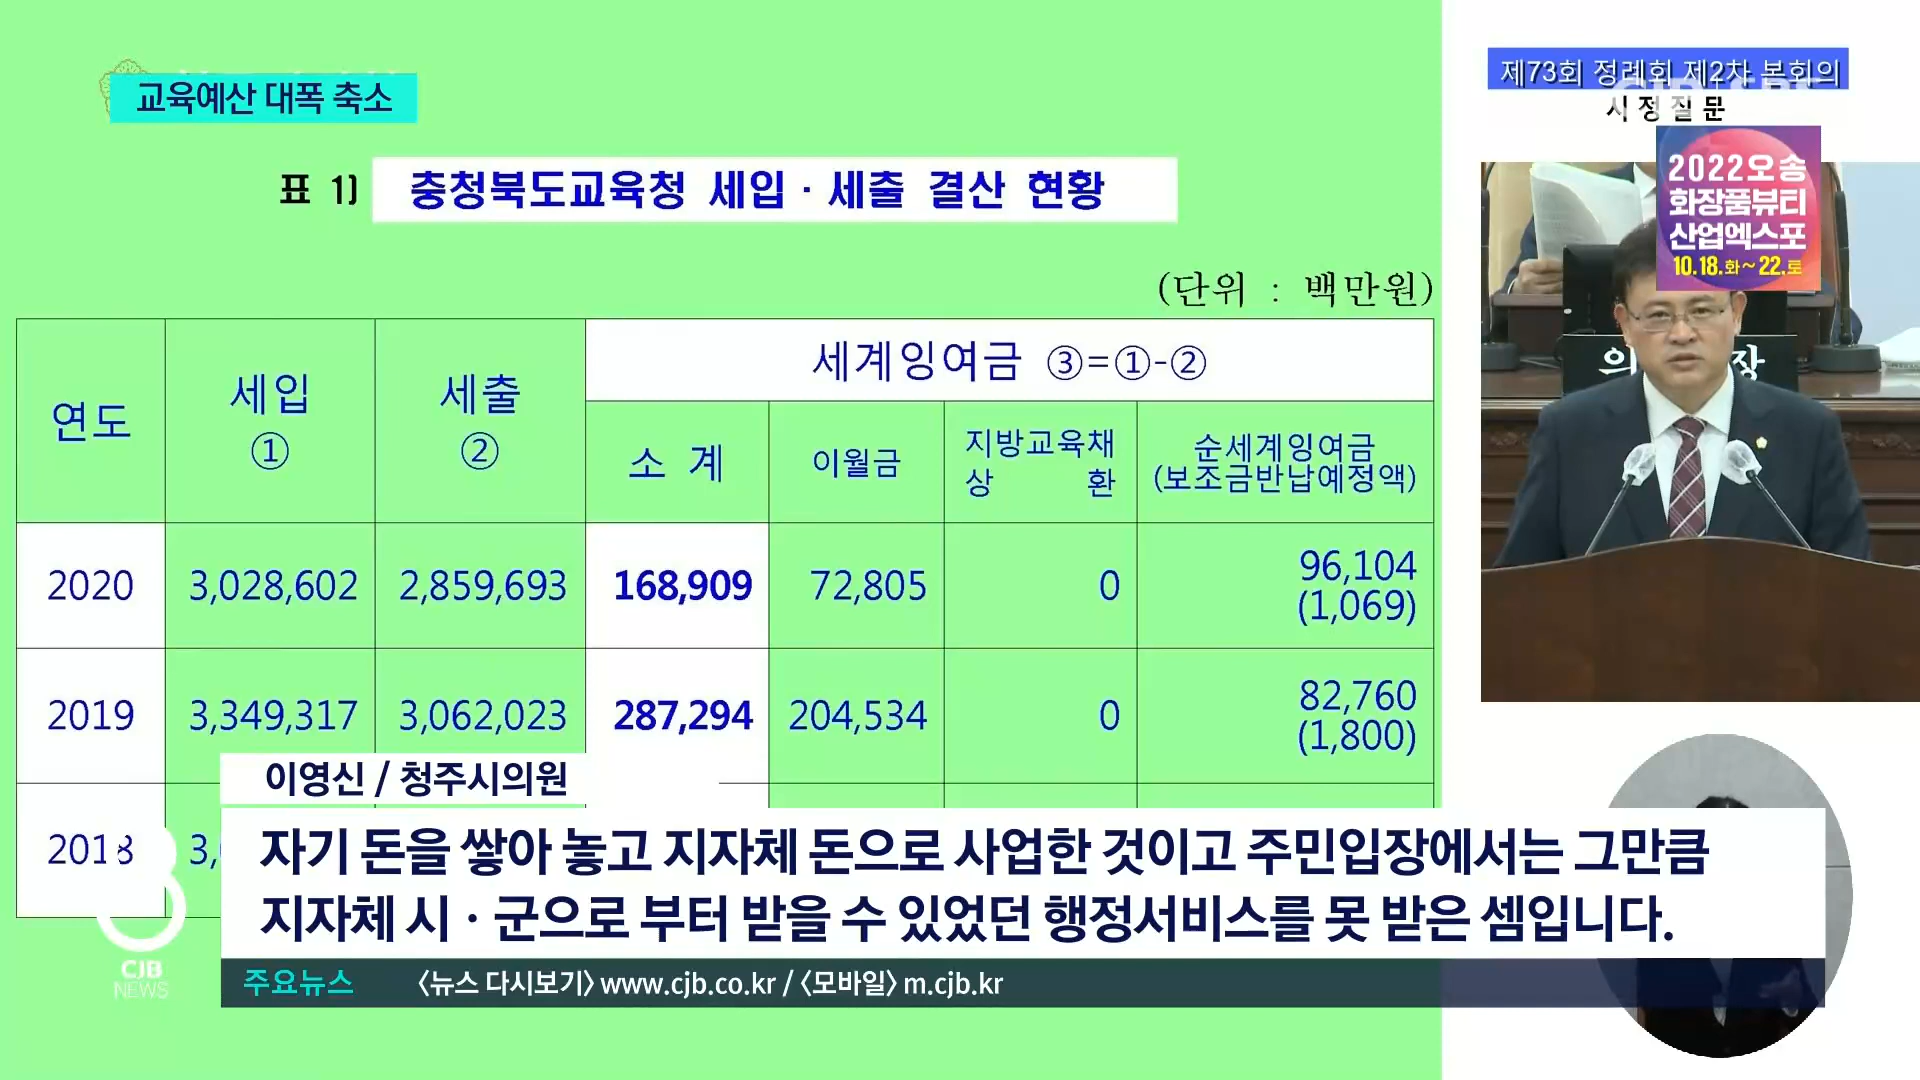 교육예산 대폭 축소
제73회 정례회 제2차 본회의
시정질문
2022오송
화장품뷰티
산업엑스포
10.18.화~22.토
표 1) 충청북도교육청 세입·세출 결산 현황
(단위 : 백만원)
연도
세입
①
세출
②
세계잉여금 ③=①-②
소 계
이월금
지방교육채
상 환
순세계잉여금
(보조금반납예정액)
2020 3,028,602 2,859,693 168,909 72,805 0 96,104
(1,069)
2019 3,349,317 3,062,023 287,294 204,534 0 82,760
(1,800)
2018 3,
장
이영신 / 청주시의원
자기 돈을 쌓아 놓고 지자체 돈으로 사업한 것이고 주민입장에서는 그만큼
지자체 시·군으로 부터 받을 수 있었던 행정서비스를 못 받은 셈입니다.
8
CJB
NEWS
주요뉴스 〈뉴스 다시보기〉 www.cjb.co.kr / 〈모바일〉 m.cjb.kr